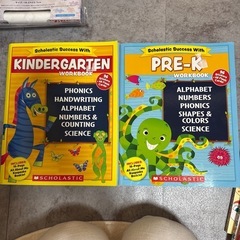 Scholastic Success With
KINDERGARTEN
WORKBOOK
PHONICS
HANDWRITING
ALPHABET
NUMBERS &
COUNTING
SCIENCE
SCHOLASTIC
Scholastic Success With
PRE-K
WORKBOOK
ALPHABET
NUMBERS
PHONICS
SHAPES &
COLORS
SCIENCE
SCHOLASTIC